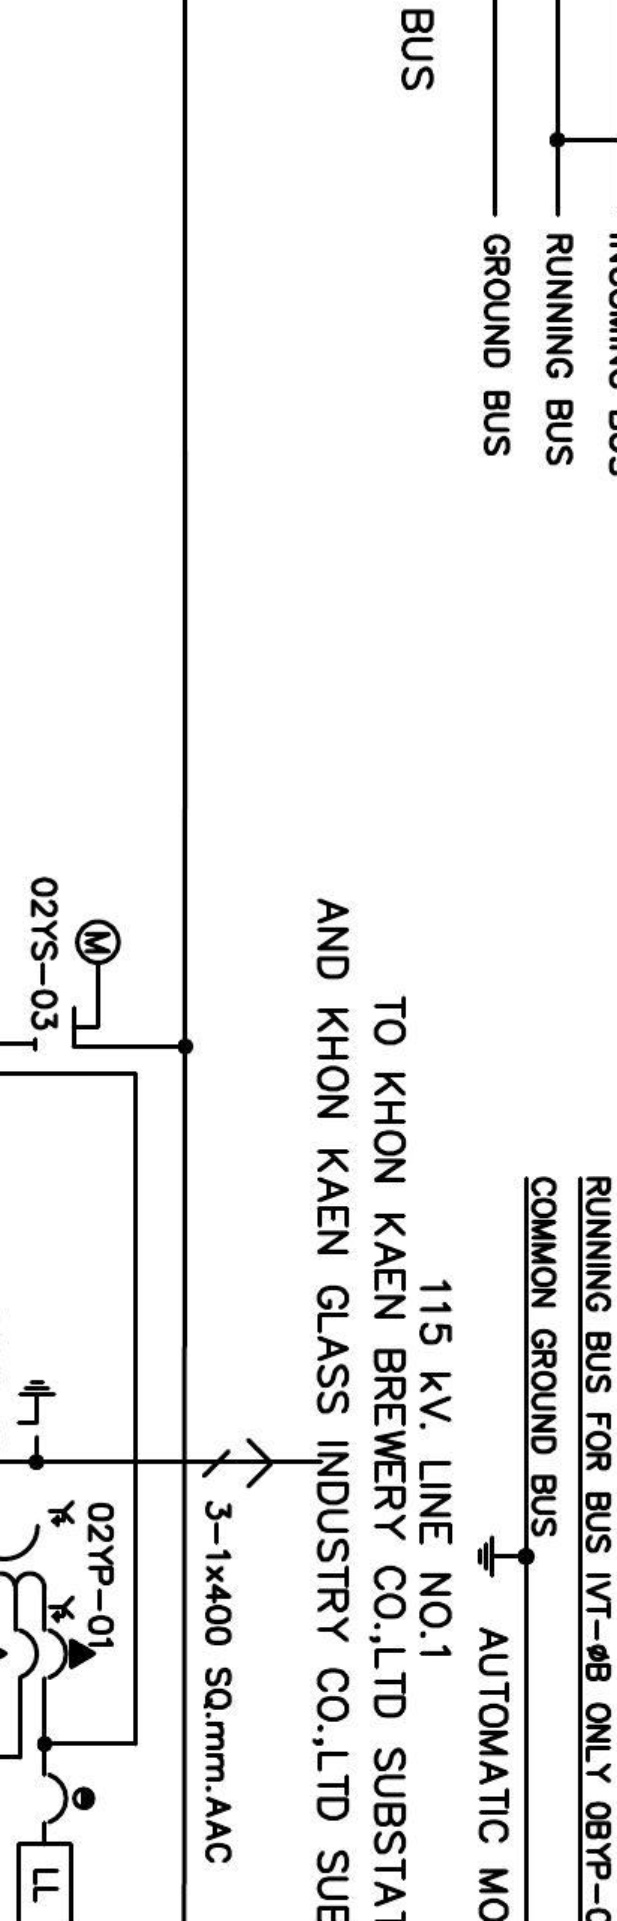 INCOMING BUS
RUNNING BUS
GROUND BUS
BUS
RUNNING BUS FOR BUS IVT-øB ONLY 0BYP-0
COMMON GROUND BUS
AUTOMATIC MO
115 kV. LINE NO.1
TO KHON KAEN BREWERY CO.,LTD SUBSTAT
AND KHON KAEN GLASS INDUSTRY CO.,LTD SUB
3-1x400 SQ.mm.AAC
M
02YS-03
02YP-01
LL